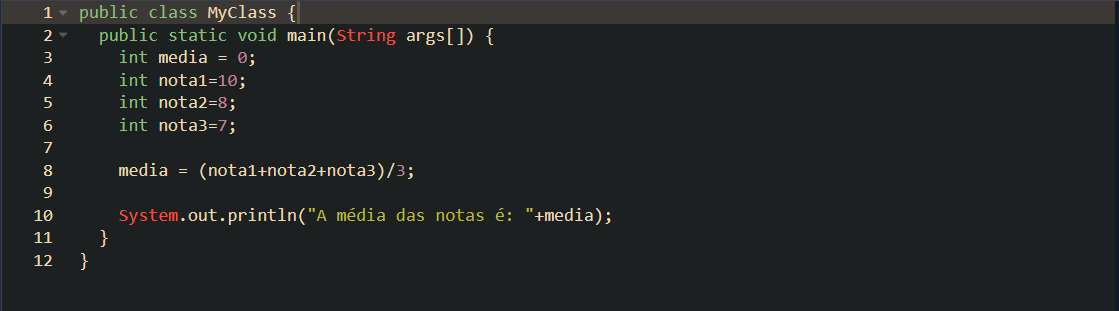 1 public class MyClass {
2 public static void main(String args[]) {
3 int media = 0;
4 int nota1=10;
5 int nota2=8;
6 int nota3=7;
7
8 media = (nota1+nota2+nota3)/3;
9
10 System.out.println("A média das notas é: "+media);
11 }
12 }